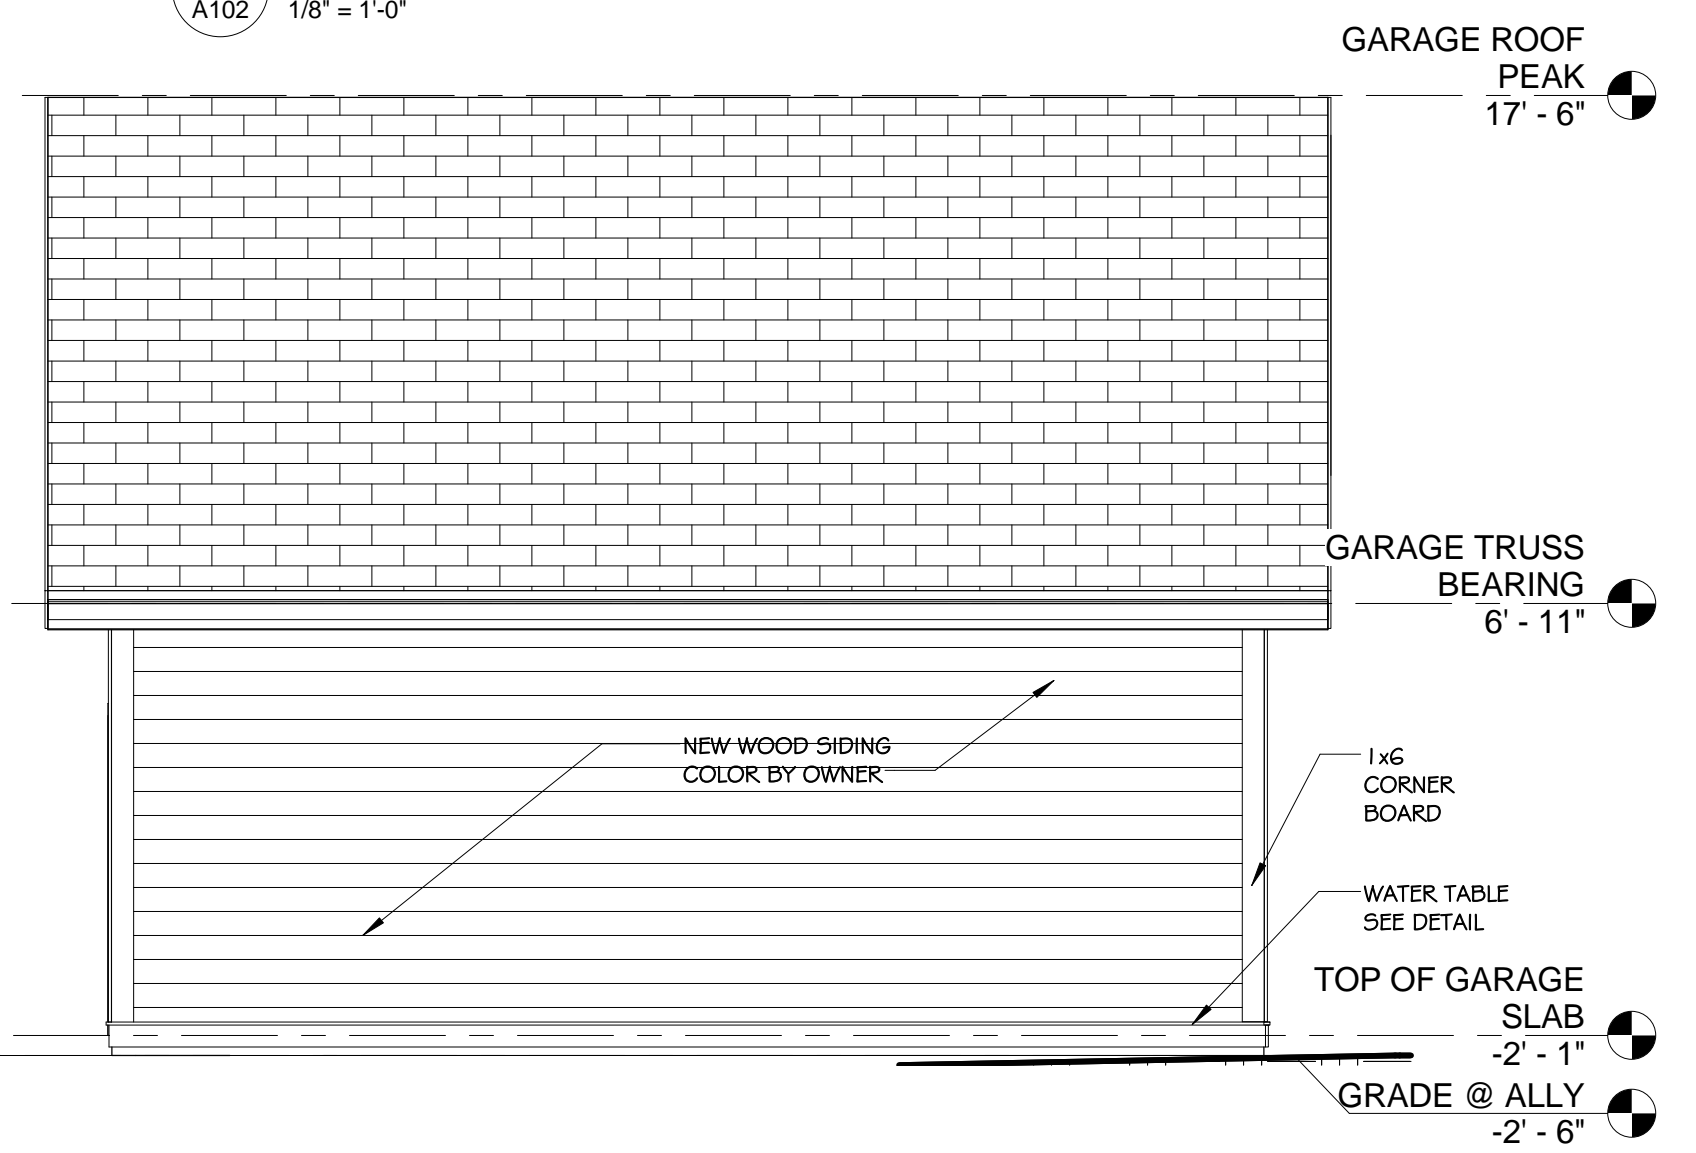 A102
1/8" = 1'-0"
GARAGE ROOF
PEAK
17' - 6"
GARAGE TRUSS
BEARING
6' - 11"
NEW WOOD SIDING
COLOR BY OWNER
1x6
CORNER
BOARD
WATER TABLE
SEE DETAIL
TOP OF GARAGE
SLAB
-2' - 1"
GRADE @ ALLY
-2' - 6"